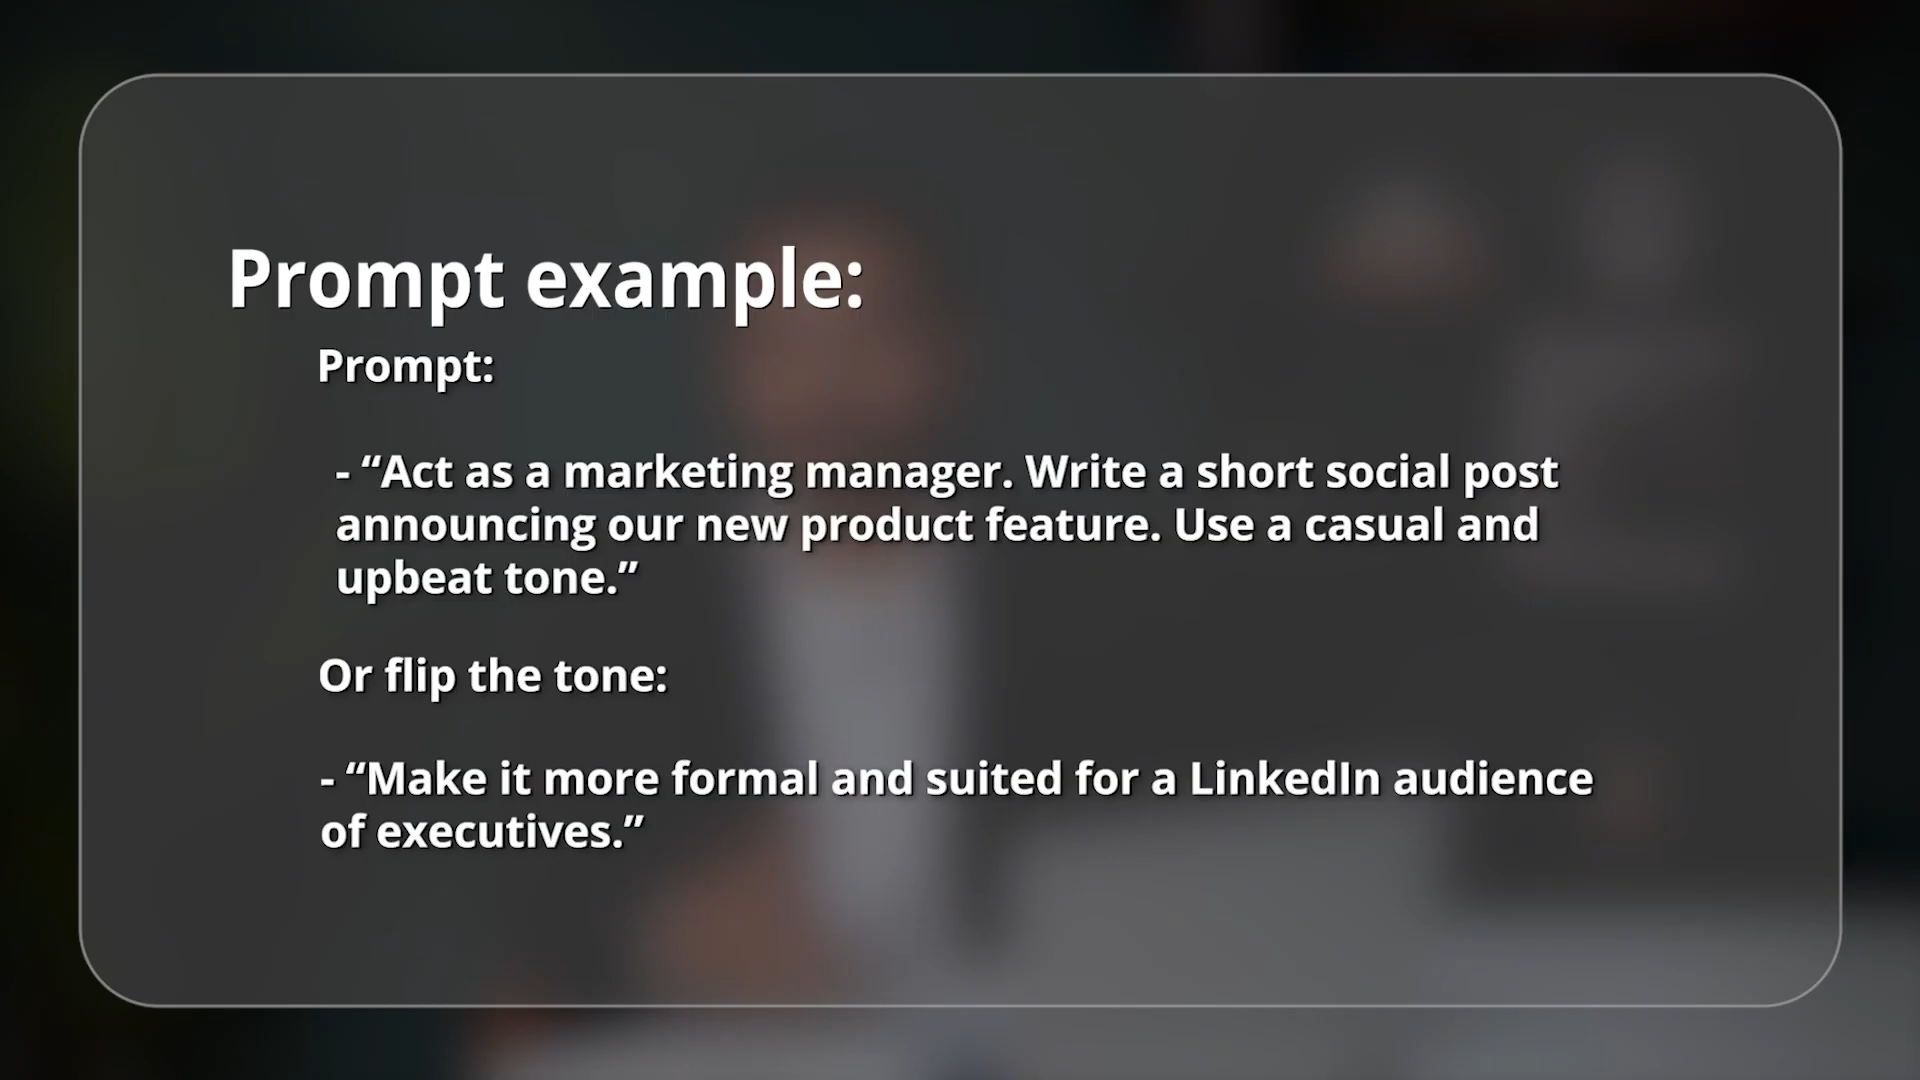 Prompt example:
Prompt:
- “Act as a marketing manager. Write a short social post
announcing our new product feature. Use a casual and
upbeat tone.”
Or flip the tone:
- “Make it more formal and suited for a LinkedIn audience
of executives.”